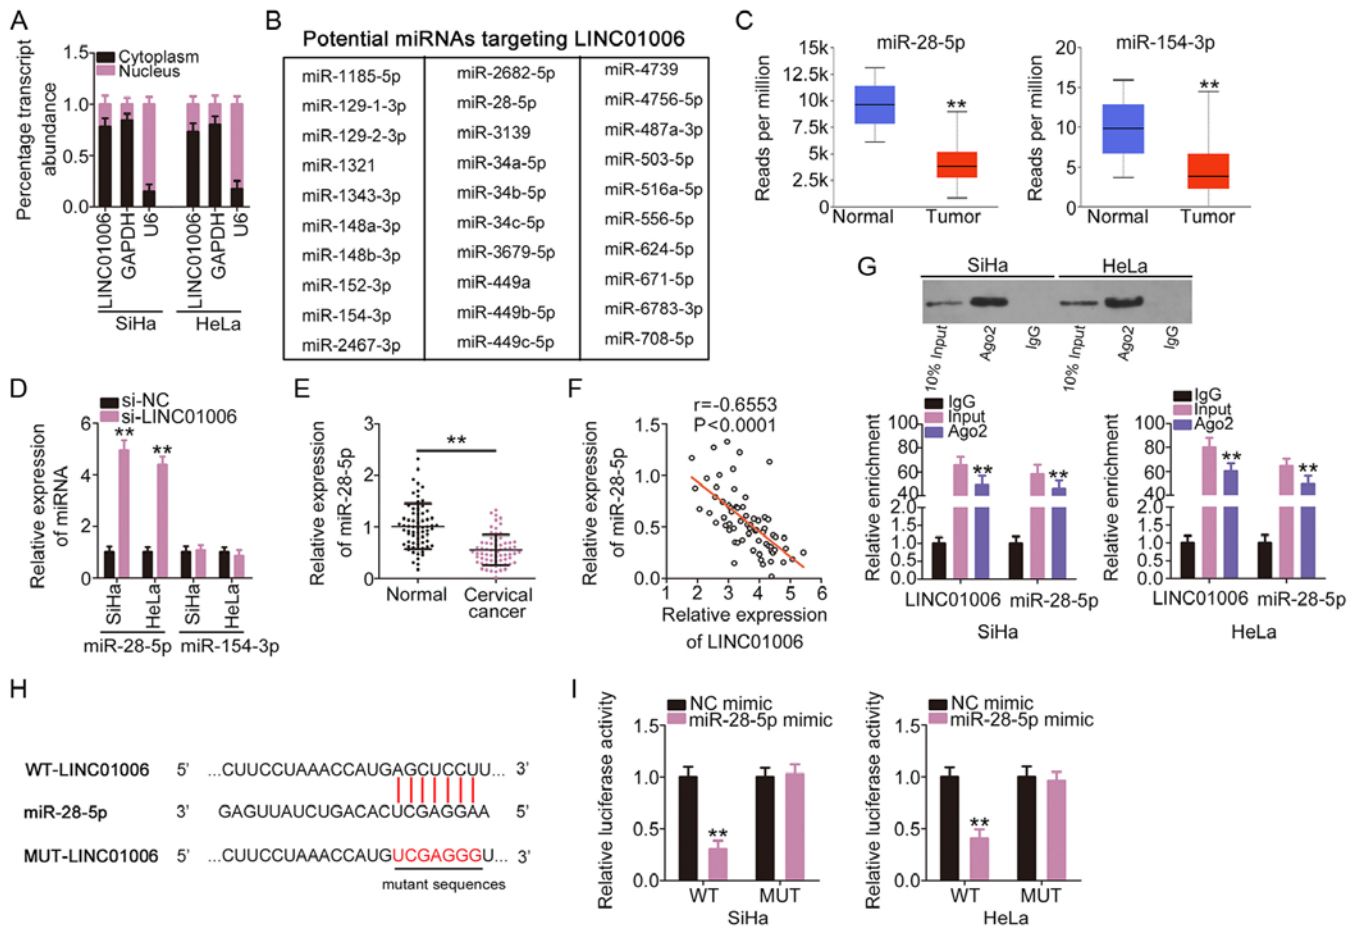 A
1.5
1.0
0.5
0.0
Percentage transcript
abundance
Cytoplasm
Nucleus
LINC01006
GAPDH
U6
LINC01006
GAPDH
U6
SiHa
HeLa
B
Potential miRNAs targeting LINC01006
miR-1185-5p
miR-129-1-3p
miR-129-2-3p
miR-1321
miR-1343-3p
miR-148a-3p
miR-148b-3p
miR-152-3p
miR-154-3p
miR-2467-3p
miR-2682-5p
miR-28-5p
miR-3139
miR-34a-5p
miR-34b-5p
miR-34c-5p
miR-3679-5p
miR-449a
miR-449b-5p
miR-449c-5p
miR-4739
miR-4756-5p
miR-487a-3p
miR-503-5p
miR-516a-5p
miR-556-5p
miR-624-5p
miR-671-5p
miR-6783-3p
miR-708-5p
C
miR-28-5p
Reads per million
15k
12.5k
10k
7.5k
5k
2.5k
0
**
Normal
Tumor
miR-154-3p
Reads per million
20
15
10
5
0
**
Normal
Tumor
D
si-NC
si-LINC01006
Relative expression
of miRNA
6
4
2
0
**
**
SiHa
HeLa
SiHa
HeLa
miR-28-5p
miR-154-3p
E
Relative expression
of miR-28-5p
3
2
1
0
**
Normal
Cervical
cancer
F
r=-0.6553
P<0.0001
Relative expression
of miR-28-5p
1.5
1.0
0.5
0.0
1 2 3 4 5 6
Relative expression
of LINC01006
G
SiHa
HeLa
10% Input
Ago2
IgG
10% Input
Ago2
IgG
IgG
Input
Ago2
Relative enrichment
100
80
60
40
2.0
1.5
1.0
0.5
0.0
**
**
LINC01006
miR-28-5p
SiHa
IgG
Input
Ago2
Relative enrichment
100
80
60
40
2.0
1.5
1.0
0.5
0.0
**
**
LINC01006
miR-28-5p
HeLa
H
WT-LINC01006 5' ...CUUCCUAAACCAUGAGCUCCUU... 3'
miR-28-5p 3' GAGUUAUCUGACACUCGAGGAA 5'
MUT-LINC01006 5' ...CUUCCUAAACCAUGUCGAGGGU... 3'
mutant sequences
I
NC mimic
miR-28-5p mimic
Relative luciferase activity
1.5
1.0
0.5
0.0
**
WT
MUT
SiHa
NC mimic
miR-28-5p mimic
Relative luciferase activity
1.5
1.0
0.5
0.0
**
WT
MUT
HeLa